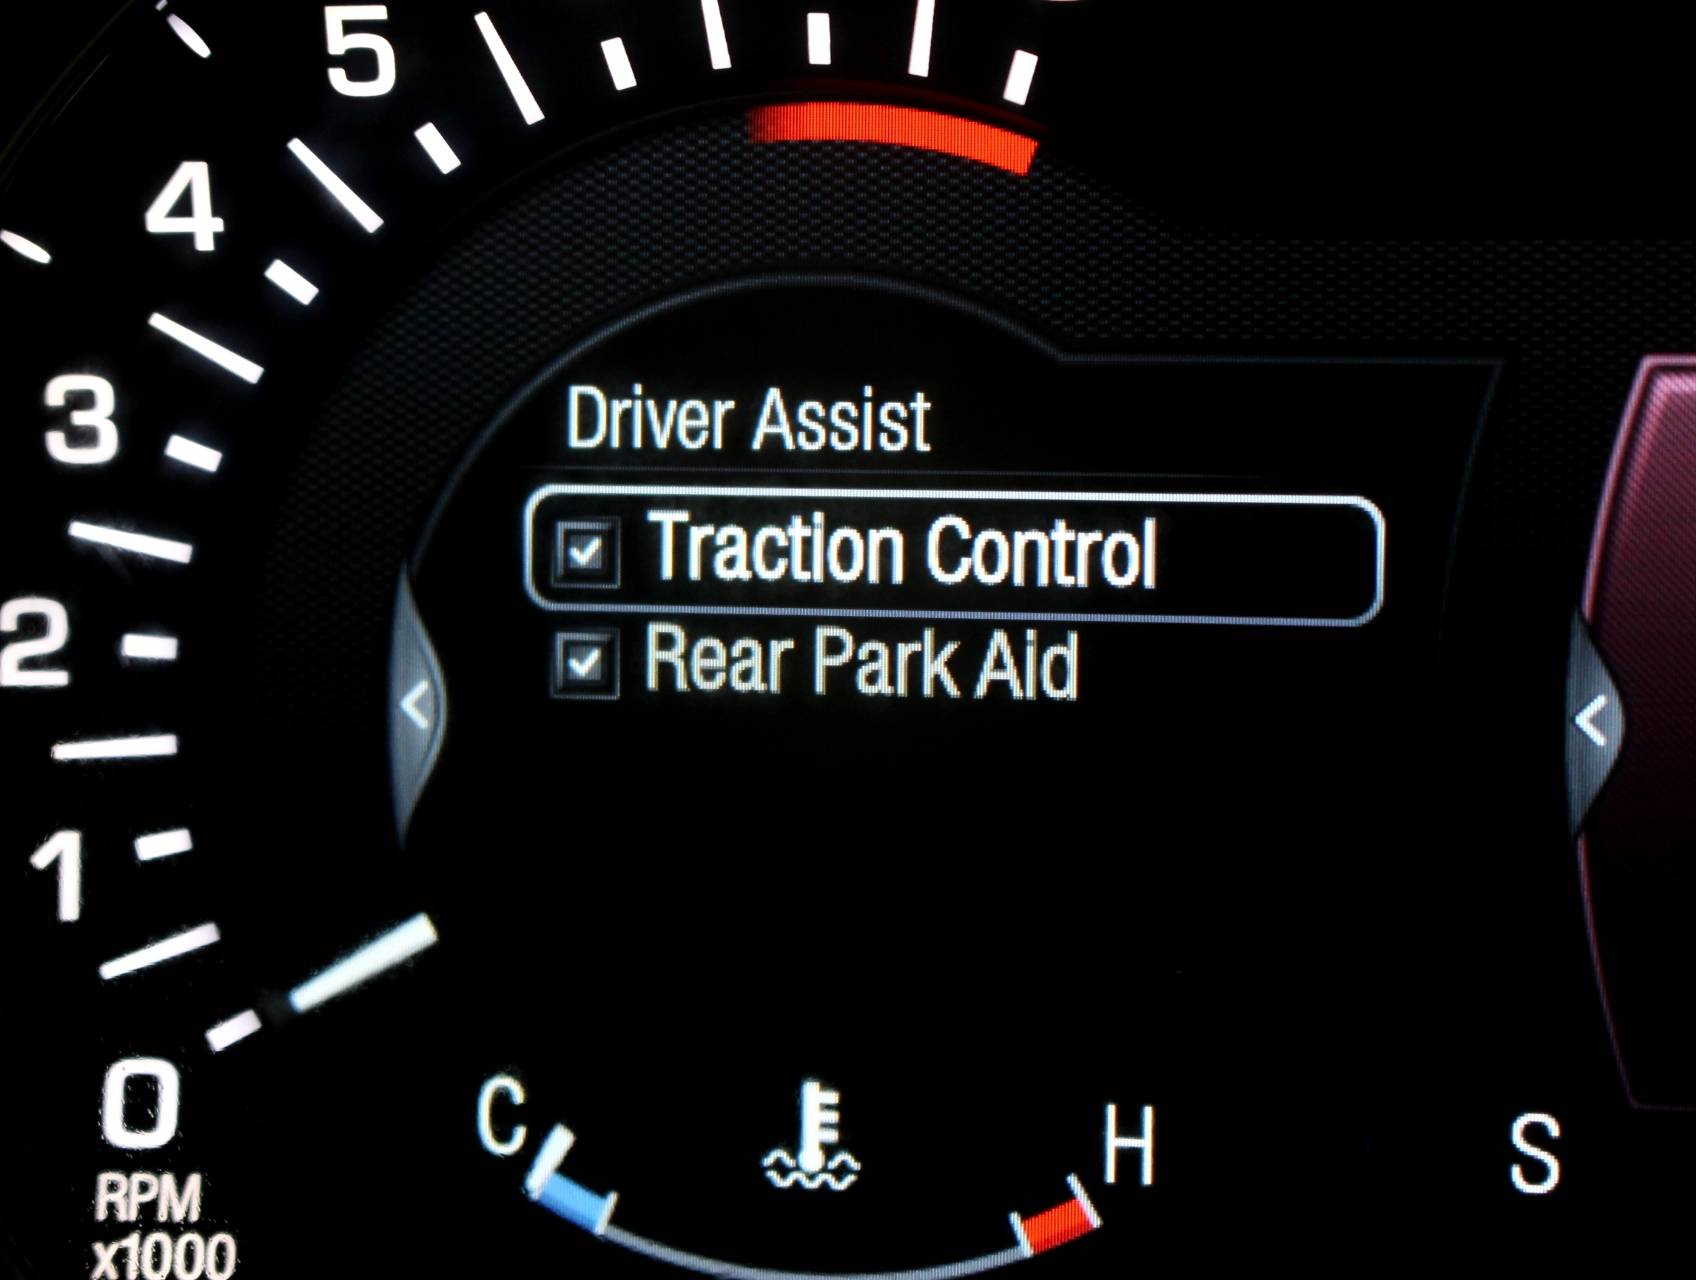 5
4
3
2
1
0
RPM
x1000
Driver Assist
Traction Control
Rear Park Aid
C
H
S